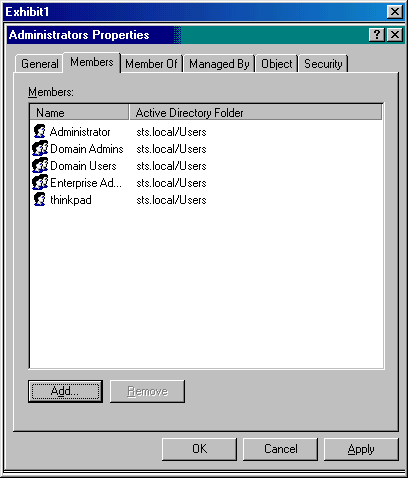 Exhibit1
Administrators Properties
General Members Member Of Managed By Object Security
Members:
Name Active Directory Folder
Administrator sts.local/Users
Domain Admins sts.local/Users
Domain Users sts.local/Users
Enterprise Ad... sts.local/Users
thinkpad sts.local/Users
Add... Remove
OK Cancel Apply